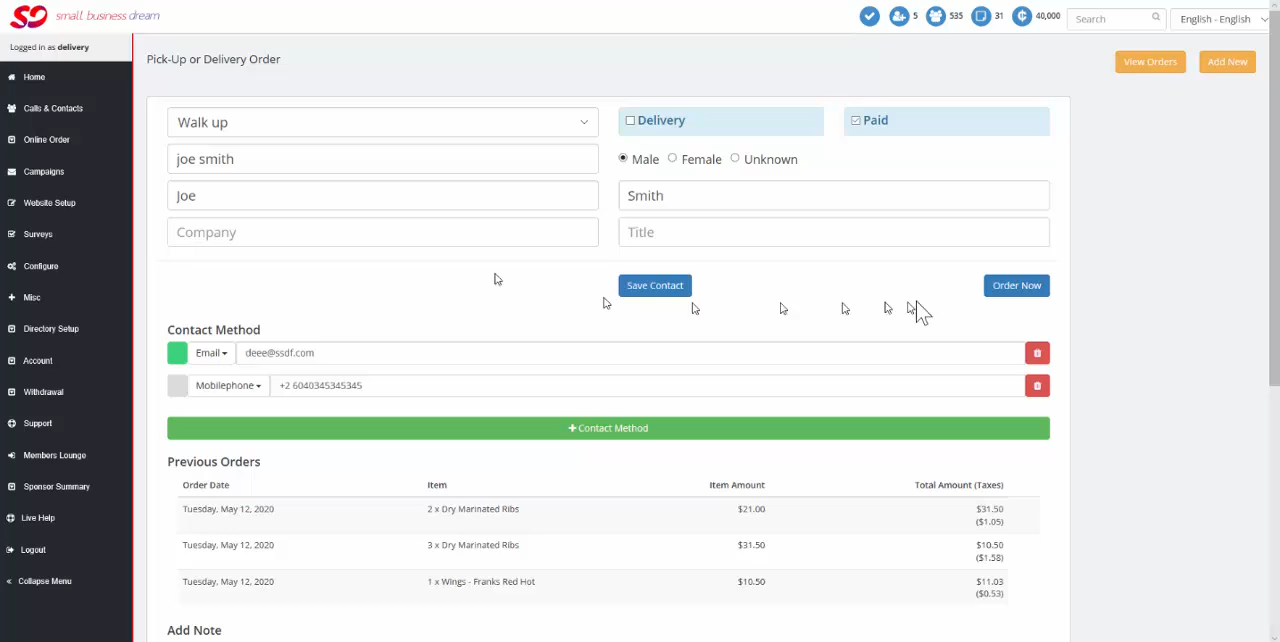 small business dream
5
535
31
40,000
Search
English - English
Logged in as delivery
Home
Calls & Contacts
Online Order
Campaigns
Website Setup
Surveys
Configure
Misc
Directory Setup
Account
Withdrawal
Support
Members Lounge
Sponsor Summary
Live Help
Logout
Collapse Menu
Pick-Up or Delivery Order
View Orders
Add New
Walk up
Delivery
Paid
joe smith
Male
Female
Unknown
Joe
Smith
Company
Title
Save Contact
Order Now
Contact Method
Email
deee@ssdf.com
Mobilephone
+2 6040345345345
+ Contact Method
Previous Orders
Order Date Item Item Amount Total Amount (Taxes)
Tuesday, May 12, 2020 2 x Dry Marinated Ribs $21.00 $31.50
($1.05)
Tuesday, May 12, 2020 3 x Dry Marinated Ribs $31.50 $10.50
($1.58)
Tuesday, May 12, 2020 1 x Wings - Franks Red Hot $10.50 $11.03
($0.53)
Add Note